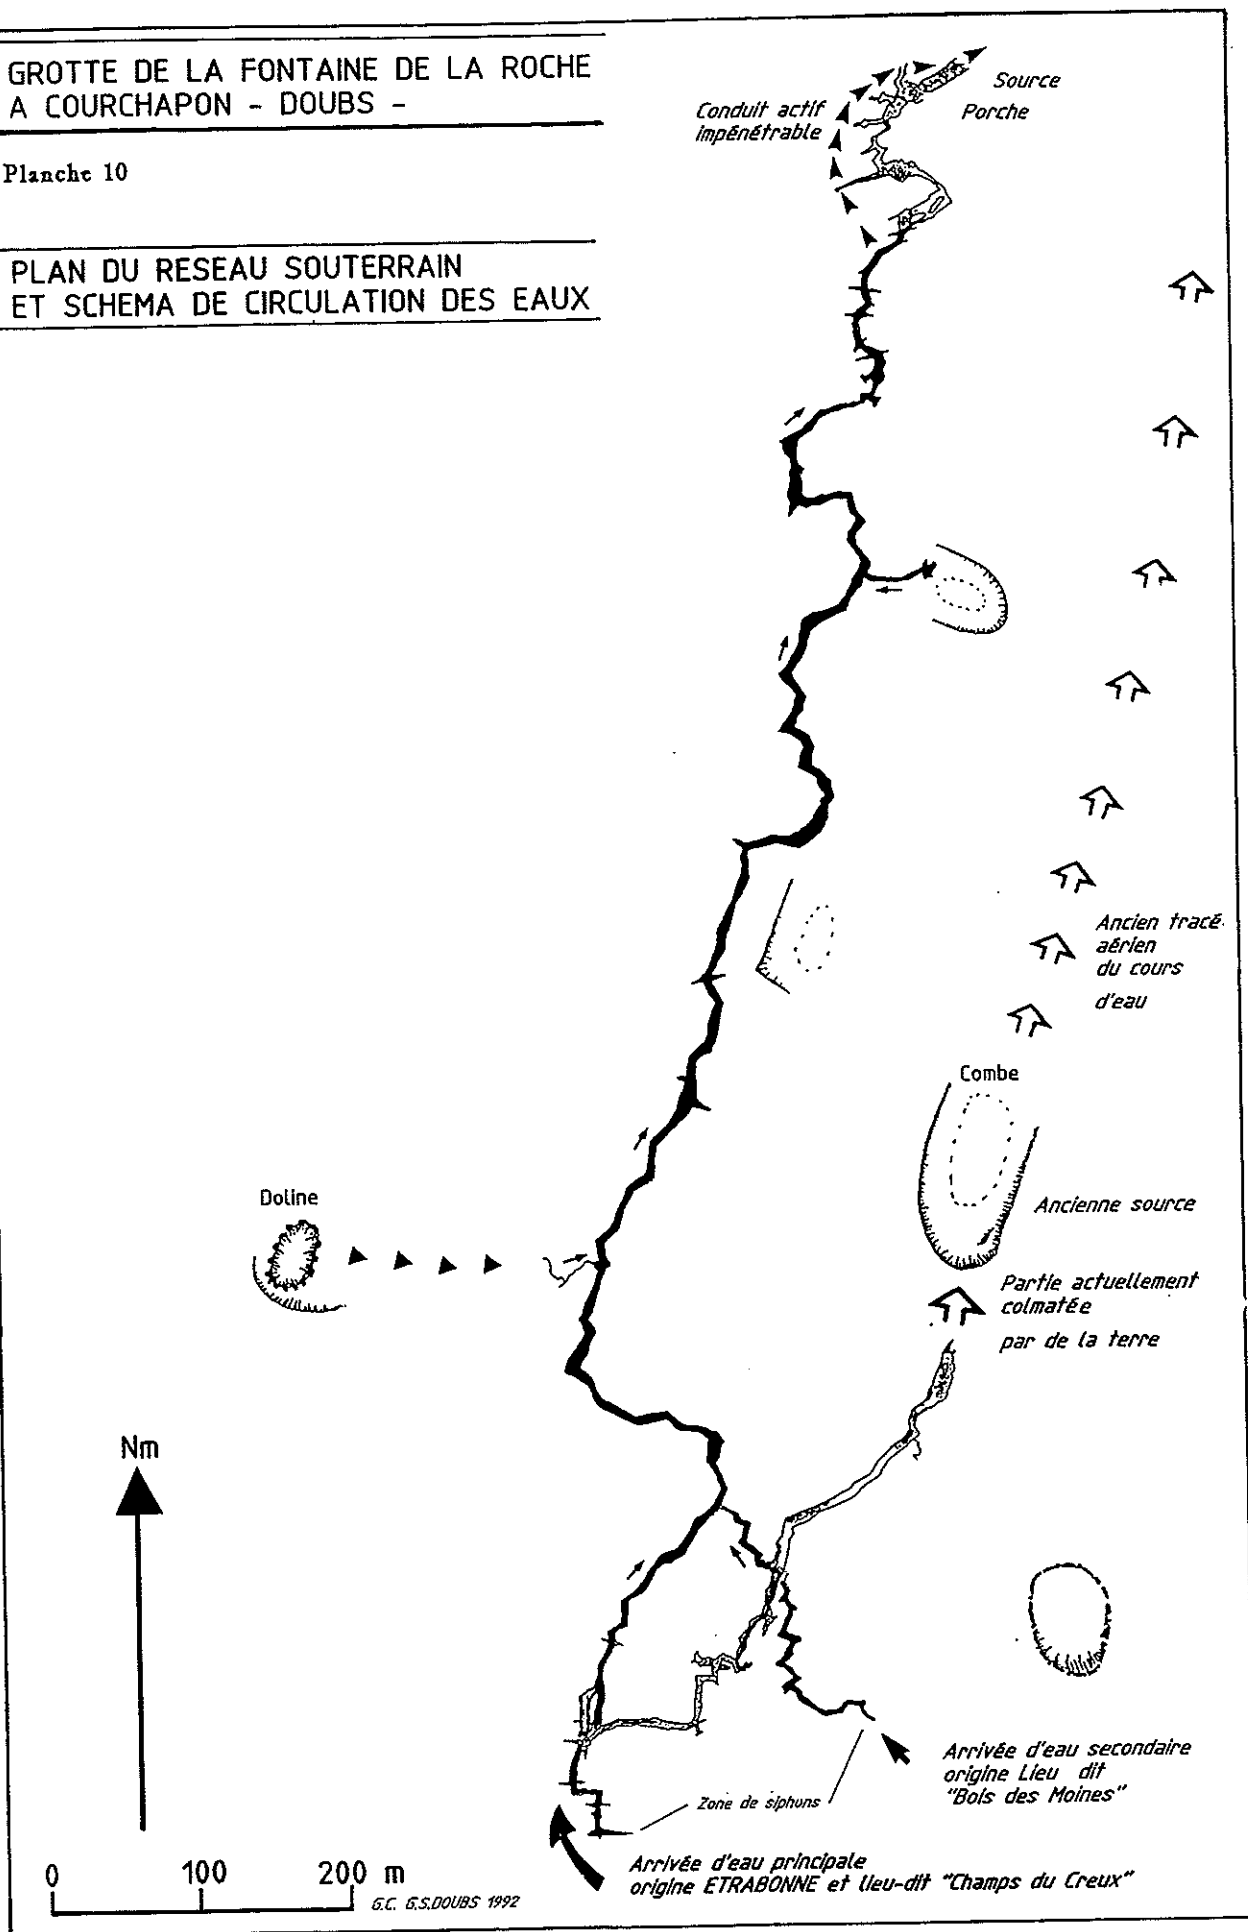 GROTTE DE LA FONTAINE DE LA ROCHE
A COURCHAPON - DOUBS -
Planche 10
PLAN DU RESEAU SOUTERRAIN
ET SCHEMA DE CIRCULATION DES EAUX
Conduit actif
impénétrable
Source
Porche
Ancien tracé
aérien
du cours
d'eau
Combe
Ancienne source
Doline
Partie actuellement
colmatée
par de la terre
Nm
Arrivée d'eau secondaire
origine Lieu dit
"Bois des Moines"
Zone de siphons
Arrivée d'eau principale
origine ETRABONNE et lieu-dit "Champs du Creux"
0 100 200 m
G.C. G.S.DOUBS 1992